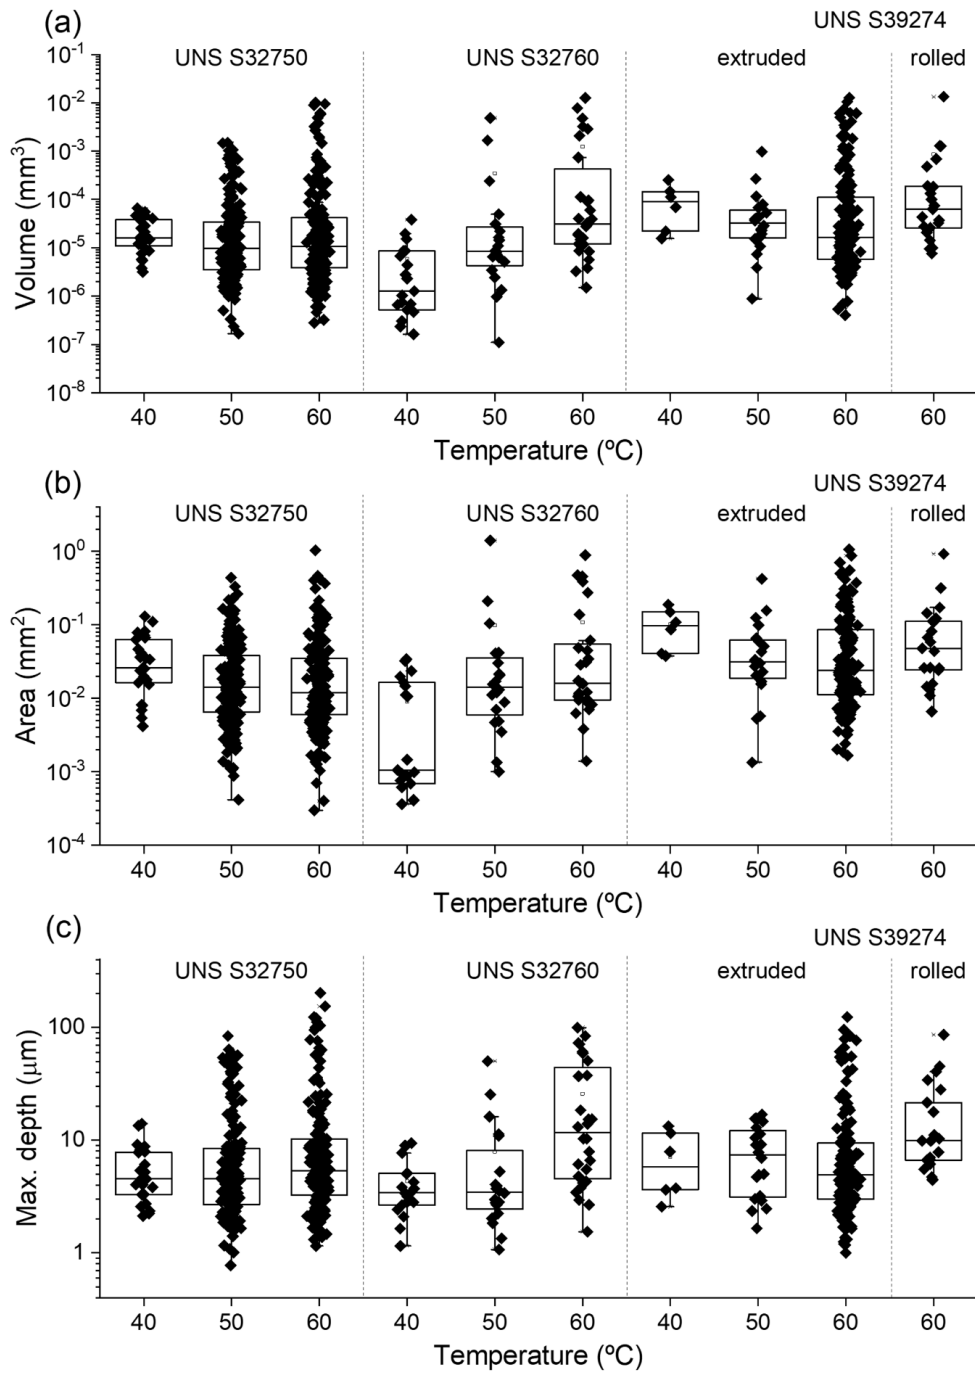 (a)
UNS S39274
UNS S32750 UNS S32760 extruded rolled
10⁻¹
10⁻²
10⁻³
10⁻⁴
10⁻⁵
10⁻⁶
10⁻⁷
10⁻⁸
Volume (mm³)
40 50 60 40 50 60 40 50 60 60
Temperature (ºC)
(b)
UNS S39274
UNS S32750 UNS S32760 extruded rolled
10⁰
10⁻¹
10⁻²
10⁻³
10⁻⁴
Area (mm²)
40 50 60 40 50 60 40 50 60 60
Temperature (ºC)
(c)
UNS S39274
UNS S32750 UNS S32760 extruded rolled
100
10
1
Max. depth (μm)
40 50 60 40 50 60 40 50 60 60
Temperature (ºC)